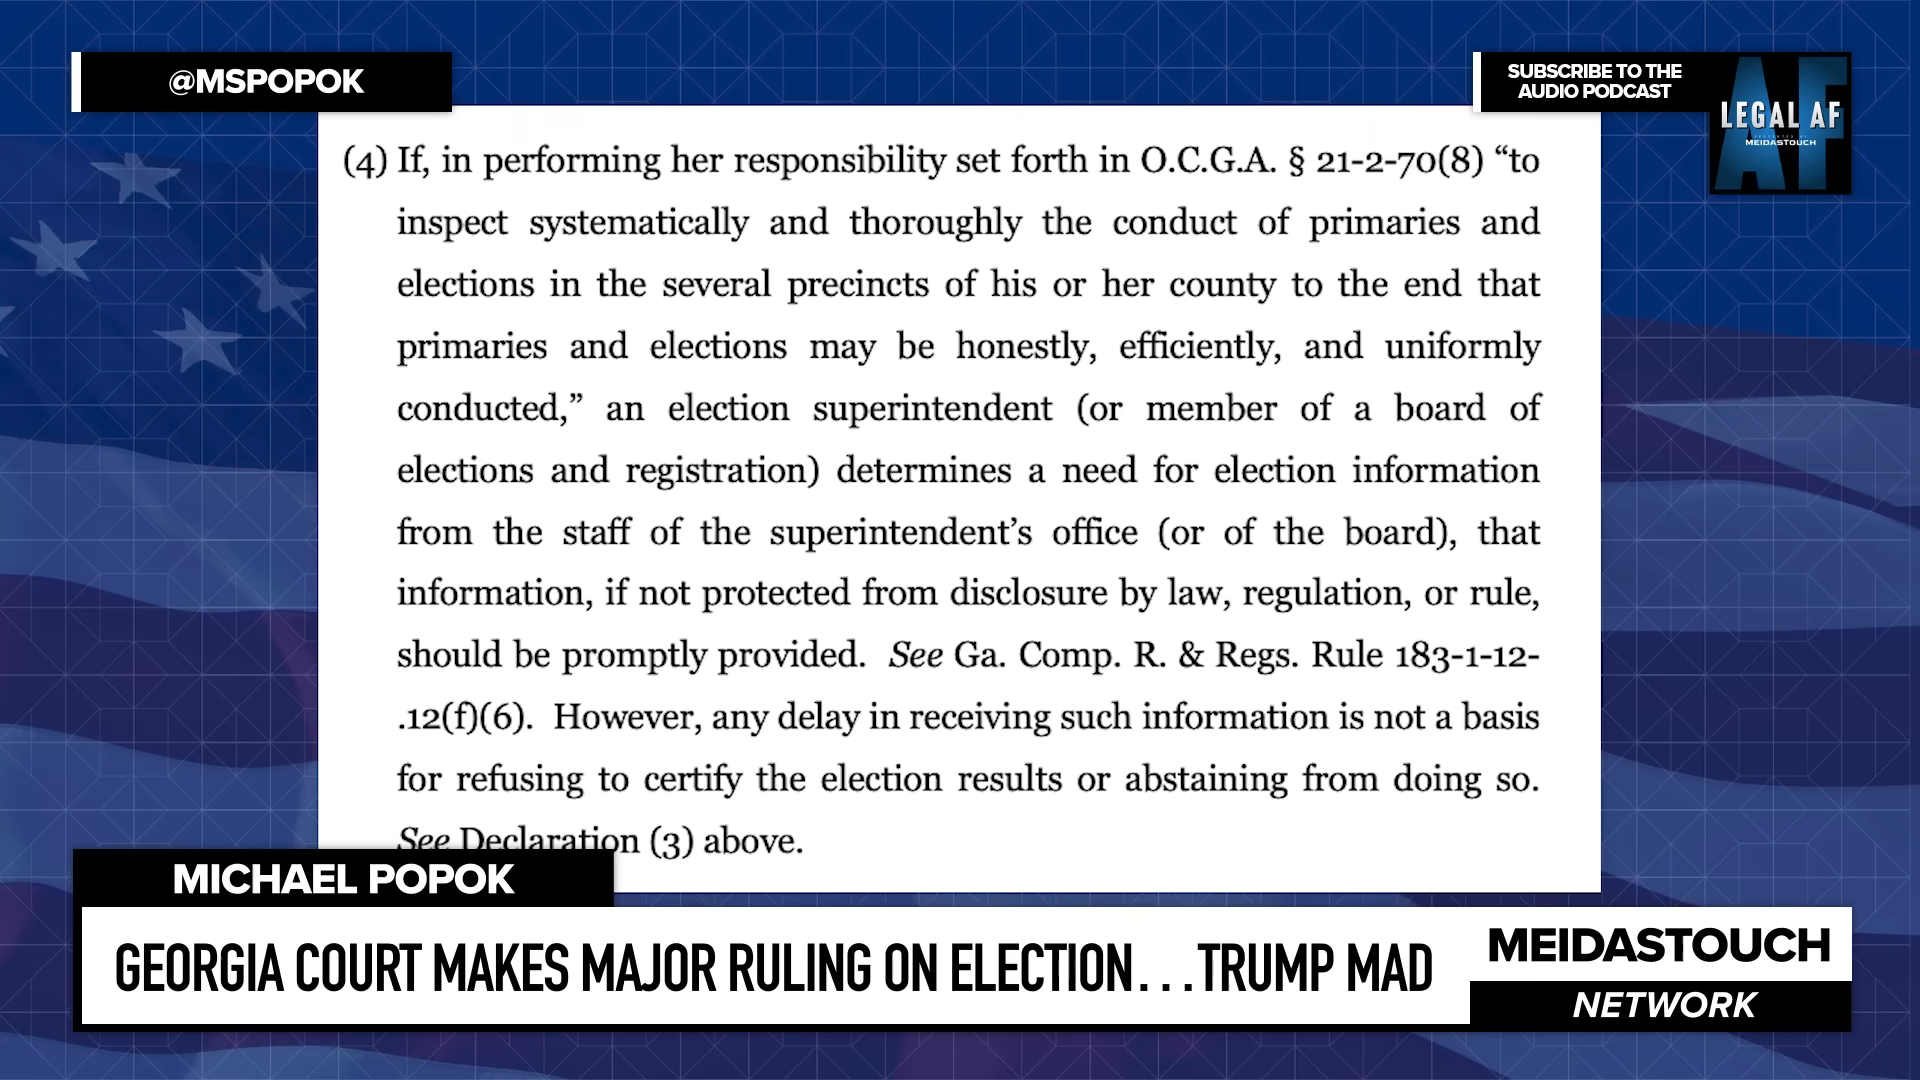 @MSPOPOK
SUBSCRIBE TO THE
AUDIO PODCAST
LEGAL AF
MEIDASTOUCH
(4) If, in performing her responsibility set forth in O.C.G.A. § 21-2-70(8) “to
inspect systematically and thoroughly the conduct of primaries and
elections in the several precincts of his or her county to the end that
primaries and elections may be honestly, efficiently, and uniformly
conducted,” an election superintendent (or member of a board of
elections and registration) determines a need for election information
from the staff of the superintendent’s office (or of the board), that
information, if not protected from disclosure by law, regulation, or rule,
should be promptly provided. See Ga. Comp. R. & Regs. Rule 183-1-12-
.12(f)(6). However, any delay in receiving such information is not a basis
for refusing to certify the election results or abstaining from doing so.
See Declaration (3) above.
MICHAEL POPOK
GEORGIA COURT MAKES MAJOR RULING ON ELECTION...TRUMP MAD
MEIDASTOUCH
NETWORK